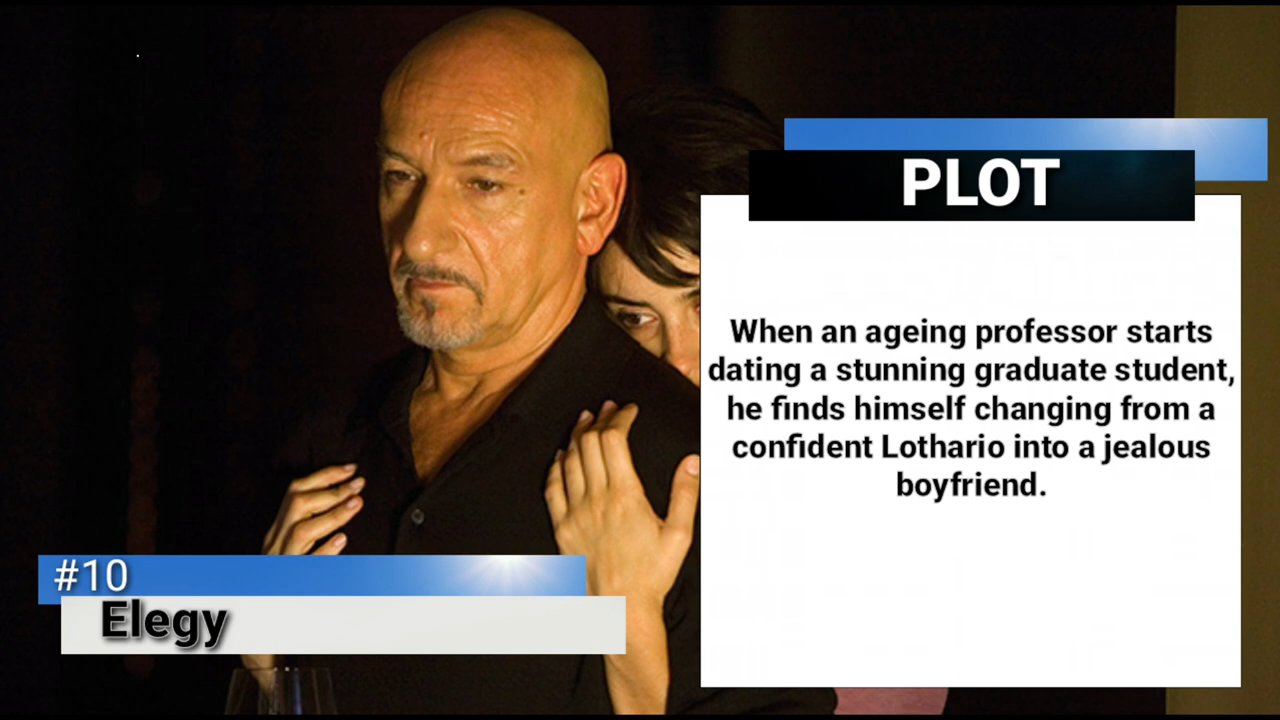 PLOT
When an ageing professor starts
dating a stunning graduate student,
he finds himself changing from a
confident Lothario into a jealous
boyfriend.
#10
Elegy